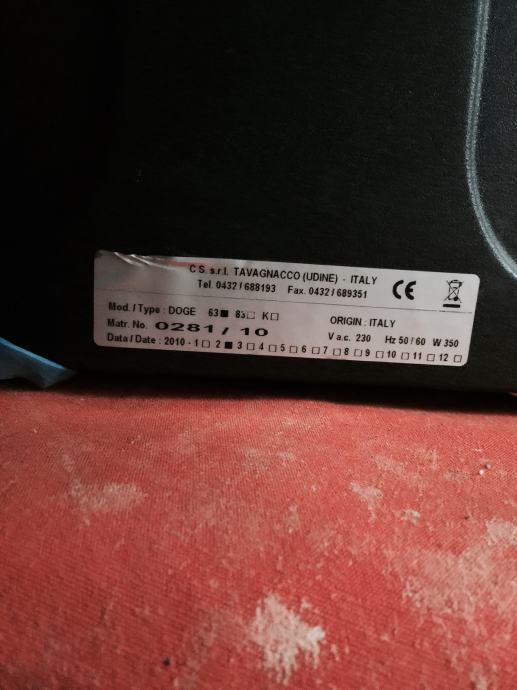 C.S. s.r.l. TAVAGNACCO (UDINE) - ITALY
Tel. 0432/688193 Fax. 0432/689351
CE
Mod./Type : DOGE 63■ 83□ K□
ORIGIN : ITALY
Matr. No. 0281/10
V a.c. 230 Hz 50/60 W 350
Data/Date : 2010 - 1□ 2■ 3□ 4□ 5□ 6□ 7□ 8□ 9□ 10□ 11□ 12□